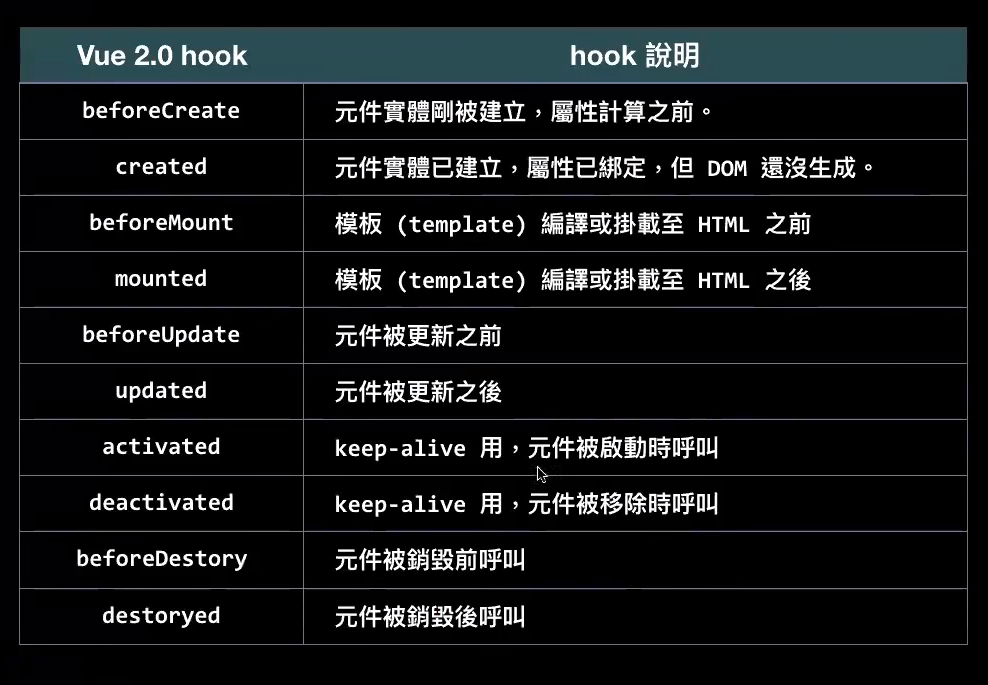 Vue 2.0 hook hook 說明
beforeCreate 元件實體剛被建立，屬性計算之前。
created 元件實體已建立，屬性已綁定，但 DOM 還沒生成。
beforeMount 模板 (template) 編譯或掛載至 HTML 之前
mounted 模板 (template) 編譯或掛載至 HTML 之後
beforeUpdate 元件被更新之前
updated 元件被更新之後
activated keep-alive 用，元件被啟動時呼叫
deactivated keep-alive 用，元件被移除時呼叫
beforeDestory 元件被銷毀前呼叫
destoryed 元件被銷毀後呼叫